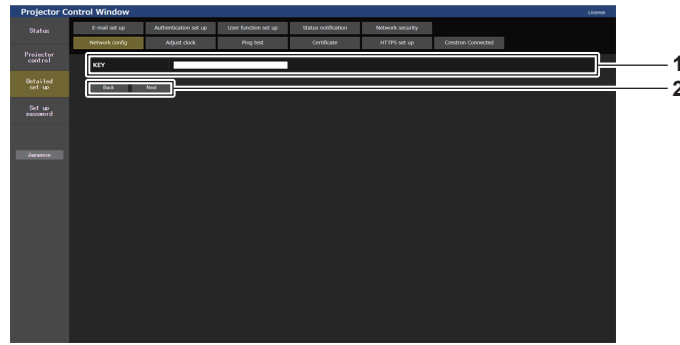 Projector Control Window
License
Status
E-mail set up Authentication set up User function set up Status notification Network security
Network config Adjust clock Ping test Certificate HTTPS set up Crestron Connected
Projector control
KEY
1
Detailed set up
Back Next
2
Set up password
Japanese